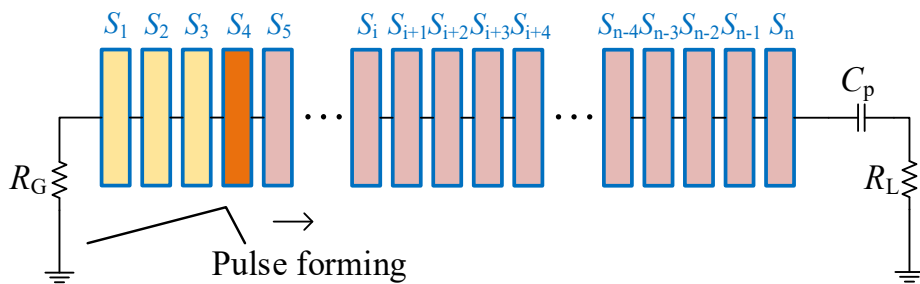 S1 S2 S3 S4 S5 Si Si+1 Si+2 Si+3 Si+4 Sn-4 Sn-3 Sn-2 Sn-1 Sn
Cp
RG
RL
Pulse forming